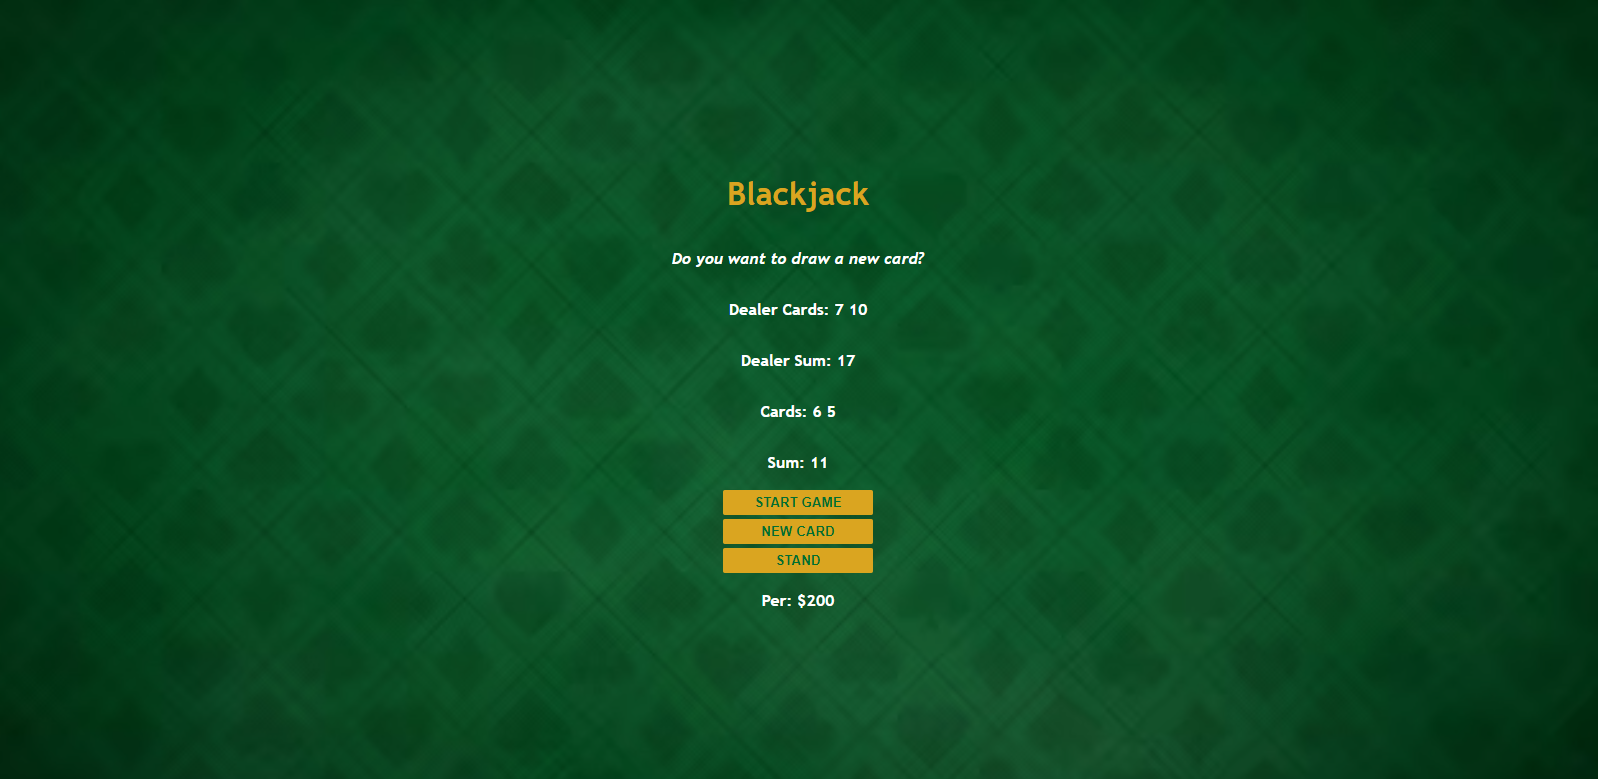 Blackjack
Do you want to draw a new card?
Dealer Cards: 7 10
Dealer Sum: 17
Cards: 6 5
Sum: 11
START GAME
NEW CARD
STAND
Per: $200